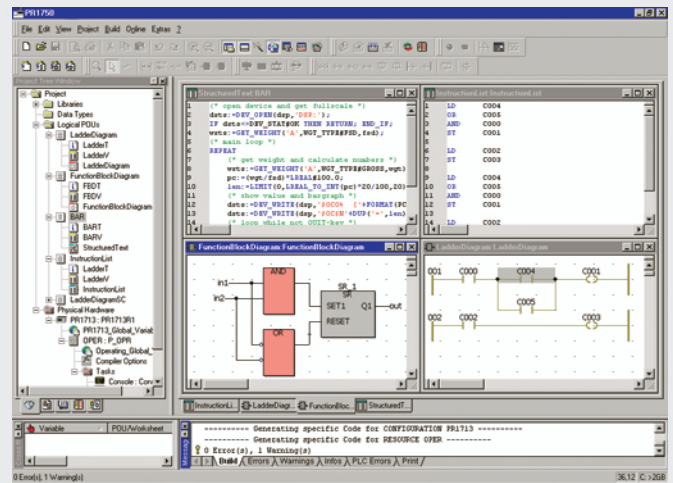 PR1750
File Edit View Project Build Online Extras ?
Project Tree Window
Project
Libraries
Data Types
Logical POUs
LadderDiagram
LadderT
LadderV
LadderDiagram
FunctionBlockDiagram
FEDT
FEDV
FunctionBlockDiagram
BAR
BART
BARV
StructuredText
InstructionList
LadderT
LadderV
InstructionList
LadderDiagramSC
Physical Hardware
PR1713 : PR1713R1
PR1713_Global_Variab
OPER : P_OPR
Operating_Global_
Compiler Options
Tasks
Console : Con
StructuredText:BAR
1 (* open device and get fullscale *)
2 dsts:=DEV_OPEN(dsp,'DSP:');
3 IF dsts<>DEV_STAT#OK THEN RETURN; END_IF;
4 wsts:=GET_WEIGHT('A',WGT_TYPE#FSD,fsd);
5 (* main loop *)
6 REPEAT
7 (* get weight and calculate numbers *)
8 wsts:=GET_WEIGHT('A',WGT_TYPE#GROSS,wgt)
9 pc:=(wgt/fsd)*LREAL#100.0;
10 len:=LIMIT(0,LREAL_TO_INT(pc)*20/100,20)
11 (* show value and bargraph *)
12 dsts:=DEV_WRITE(dsp,'#0C0% ['+FORMAT(PC
13 dsts:=DEV_WRITE(dsp,'#0C8#'+DUP('=',len)
14 (* loop while not QUIT-key *)
InstructionList:InstructionList
1 LD C004
2 OR C005
3 AND C000
4 ST C001
5
6 LD C002
7 ST C003
8
9 LD C004
10 OR C005
11 AND C000
12 ST C001
13
14 LD C002
FunctionBlockDiagram:FunctionBlockDiagram
AND
in1
in2
OR
SR_1
SR
SET1 Q1
RESET
out
LadderDiagram:LadderDiagram
001 C000 C004 C001
C005
002 C002 C003
InstructionLi... LadderDiagr... FunctionBloc... StructuredT...
Variable POU/Worksheet
---------- Generating specific Code for CONFIGURATION PR1713 ----------
---------- Generating specific Code for RESOURCE OPER ----------
0 Error(s), 1 Warning(s)
Build Errors Warnings Infos PLC Errors Print
0 Error(s), 1 Warning(s)
36,12 C: >2GB